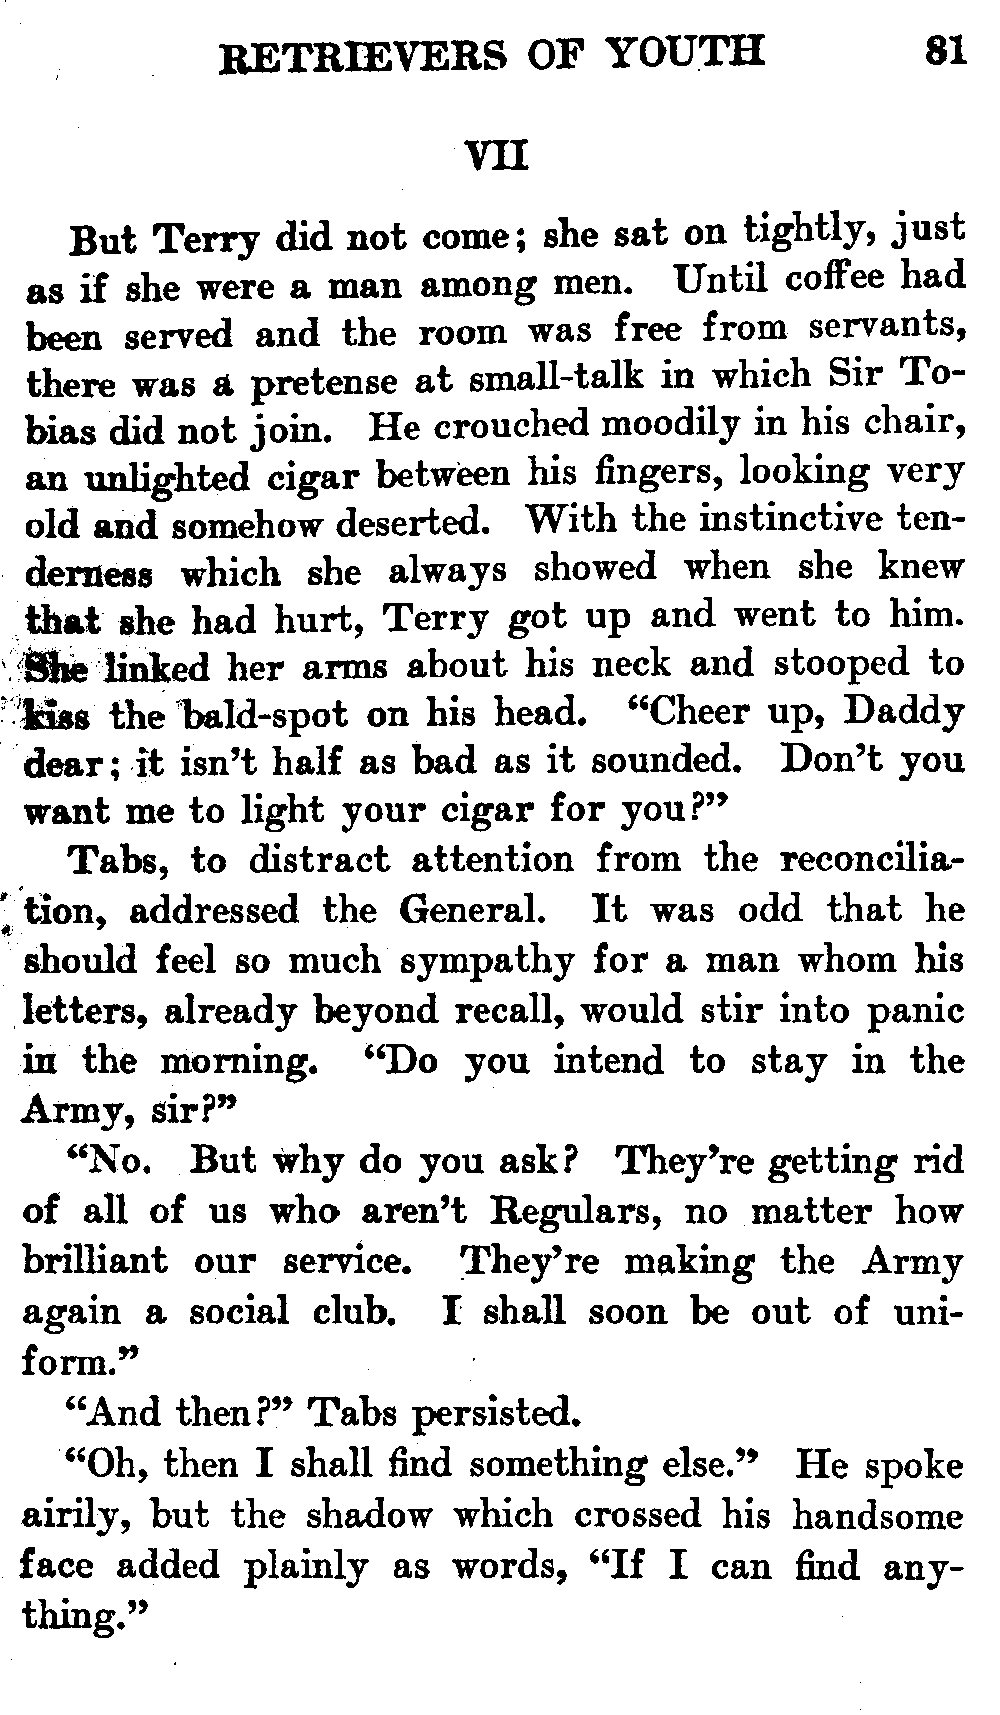 RETRIEVERS OF YOUTH 81
VII
But Terry did not come; she sat on tightly, just
as if she were a man among men. Until coffee had
been served and the room was free from servants,
there was a pretense at small-talk in which Sir To-
bias did not join. He crouched moodily in his chair,
an unlighted cigar between his fingers, looking very
old and somehow deserted. With the instinctive ten-
derness which she always showed when she knew
that she had hurt, Terry got up and went to him.
She linked her arms about his neck and stooped to
kiss the bald-spot on his head. "Cheer up, Daddy
dear; it isn't half as bad as it sounded. Don't you
want me to light your cigar for you?"
Tabs, to distract attention from the reconcilia-
tion, addressed the General. It was odd that he
should feel so much sympathy for a man whom his
letters, already beyond recall, would stir into panic
in the morning. "Do you intend to stay in the
Army, sir?"
"No. But why do you ask? They're getting rid
of all of us who aren't Regulars, no matter how
brilliant our service. They're making the Army
again a social club. I shall soon be out of uni-
form."
"And then?" Tabs persisted.
"Oh, then I shall find something else." He spoke
airily, but the shadow which crossed his handsome
face added plainly as words, "If I can find any-
thing."